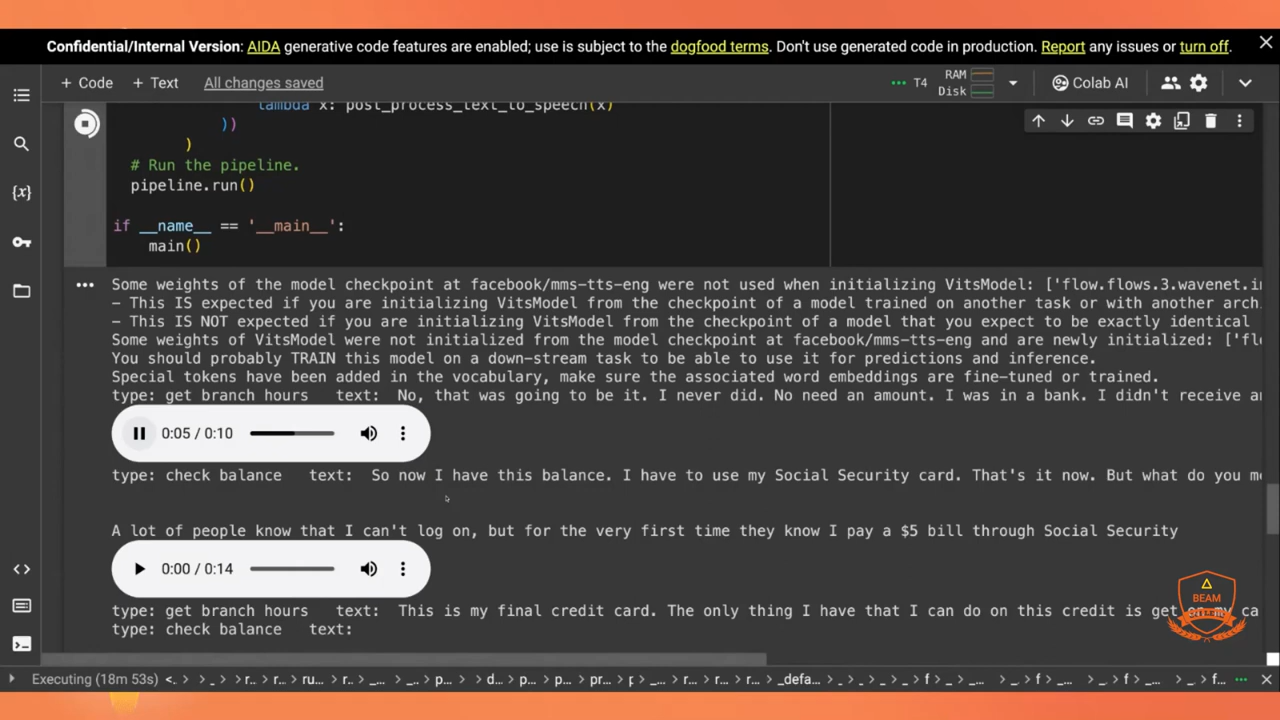 Confidential/Internal Version: AIDA generative code features are enabled; use is subject to the dogfood terms. Don't use generated code in production. Report any issues or turn off.
+ Code + Text All changes saved
T4 RAM Disk Colab AI
lambda x: post_process_text_to_speech(x)
))
)
# Run the pipeline.
pipeline.run()
if __name__ == '__main__':
main()
Some weights of the model checkpoint at facebook/mms-tts-eng were not used when initializing VitsModel: ['flow.flows.3.wavenet.in
- This IS expected if you are initializing VitsModel from the checkpoint of a model trained on another task or with another arch
- This IS NOT expected if you are initializing VitsModel from the checkpoint of a model that you expect to be exactly identical
Some weights of VitsModel were not initialized from the model checkpoint at facebook/mms-tts-eng and are newly initialized: ['flo
You should probably TRAIN this model on a down-stream task to be able to use it for predictions and inference.
Special tokens have been added in the vocabulary, make sure the associated word embeddings are fine-tuned or trained.
type: get branch hours text: No, that was going to be it. I never did. No need an amount. I was in a bank. I didn't receive an
0:05 / 0:10
type: check balance text: So now I have this balance. I have to use my Social Security card. That's it now. But what do you me
A lot of people know that I can't log on, but for the very first time they know I pay a $5 bill through Social Security
0:00 / 0:14
type: get branch hours text: This is my final credit card. The only thing I have that I can do on this credit is get on my ca
type: check balance text:
BEAM
Executing (18m 53s) <.. _.. _.. r.. r.. ru... r.. _... _.. p... d... p... p... pr... p _... r... r... r... _defa... _. _. _. _. f _... _... f _... f _... f...